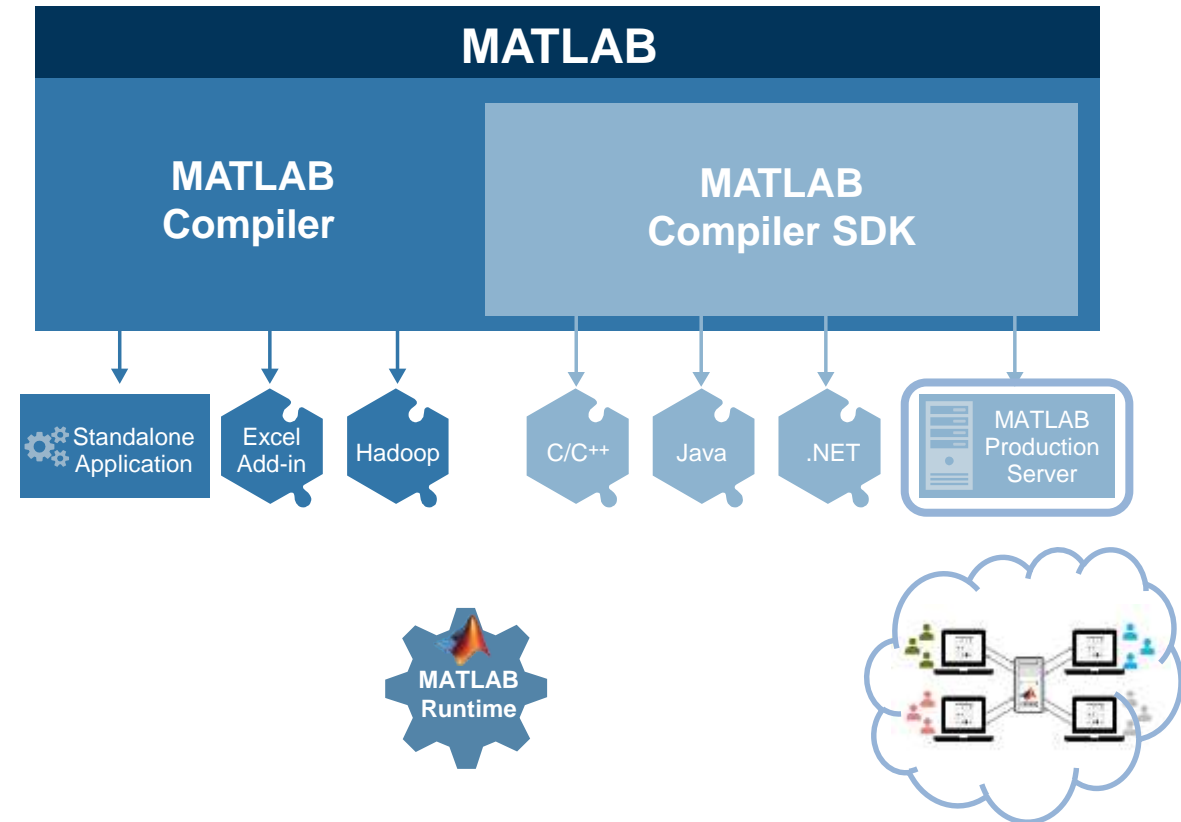 MATLAB
MATLAB
Compiler
MATLAB
Compiler SDK
Standalone
Application
Excel
Add-in
Hadoop
C/C++
Java
.NET
MATLAB
Production
Server
MATLAB
Runtime